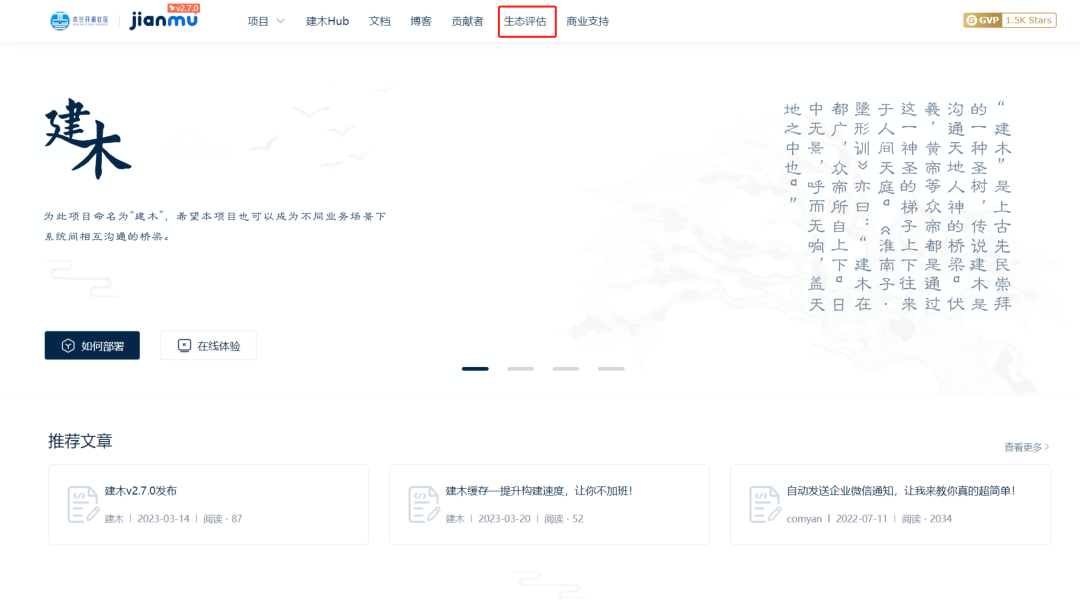 木兰开源社区
jianmu
v2.7.0
项目
建木Hub
文档
博客
贡献者
生态评估
商业支持
GVP 1.5K Stars
建木
为此项目命名为“建木”，希望本项目也可以成为不同业务场景下
系统间相互沟通的桥梁。
“建木”是上古先民崇拜
的一种圣树，传说建木是
沟通天地人神的桥梁。伏
羲，黄帝等众帝都是通过
这一神圣的梯子上下往来
于人间天庭。《淮南子·
墬形训》亦曰：“建木在
都广，众帝所自上下。日
中无景，呼而无响，盖天
地之中也。”
如何部署
在线体验
推荐文章
查看更多
建木v2.7.0发布
建木 | 2023-03-14 | 阅读 · 87
建木缓存—提升构建速度，让你不加班！
建木 | 2023-03-20 | 阅读 · 52
自动发送企业微信通知，让我来教你真的超简单！
comyan | 2022-07-11 | 阅读 · 2034